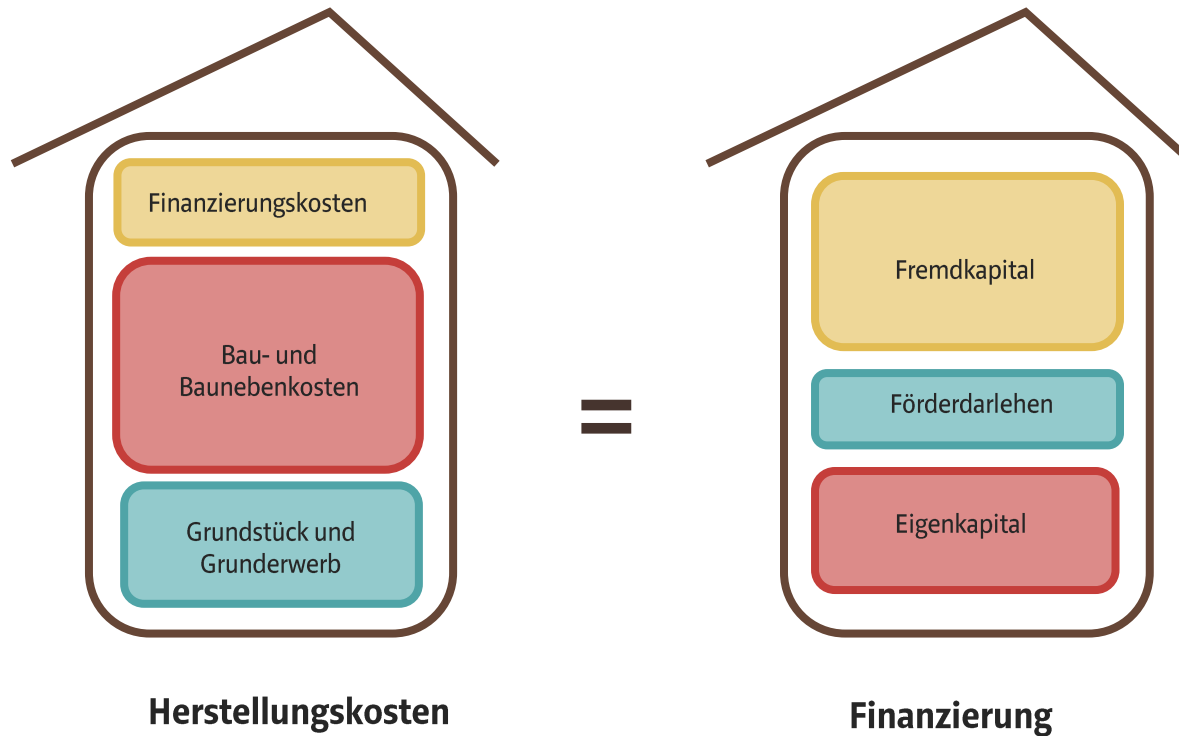 Finanzierungskosten
Bau- und
Baunebenkosten
Grundstück und
Grunderwerb
Herstellungskosten
=
Fremdkapital
Förderdarlehen
Eigenkapital
Finanzierung